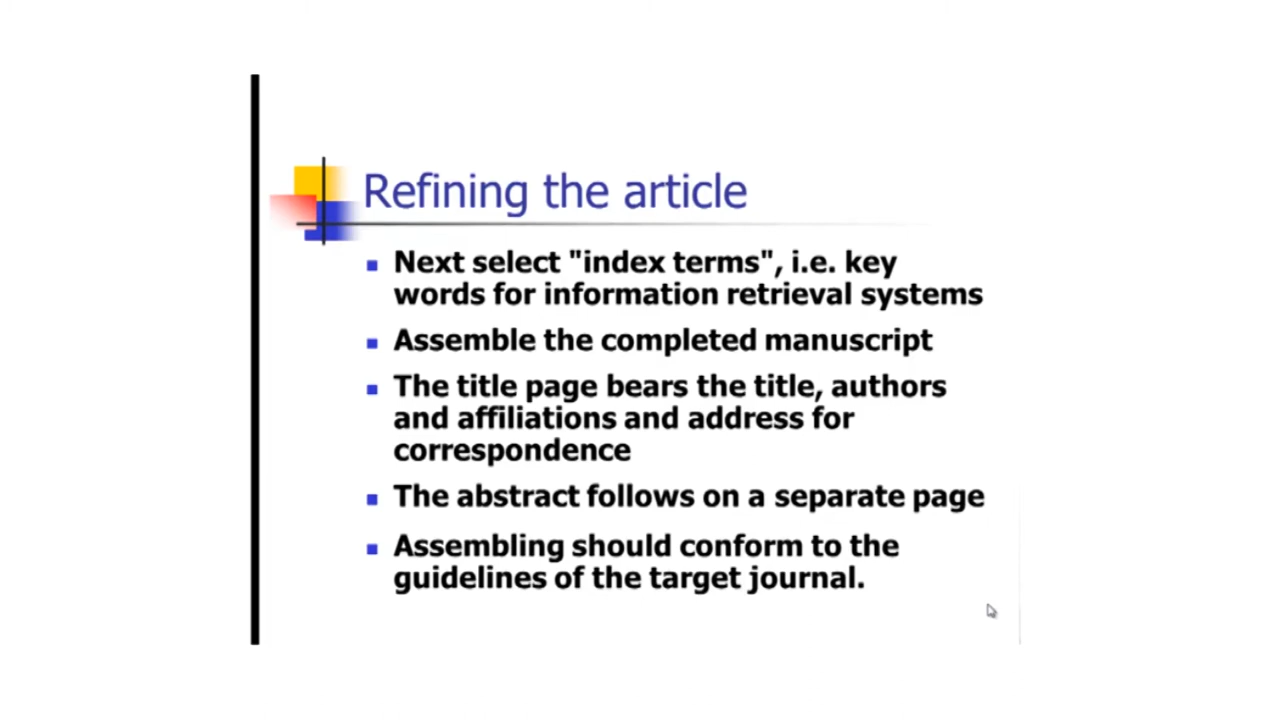 Refining the article
Next select "index terms", i.e. key
words for information retrieval systems
Assemble the completed manuscript
The title page bears the title, authors
and affiliations and address for
correspondence
The abstract follows on a separate page
Assembling should conform to the
guidelines of the target journal.